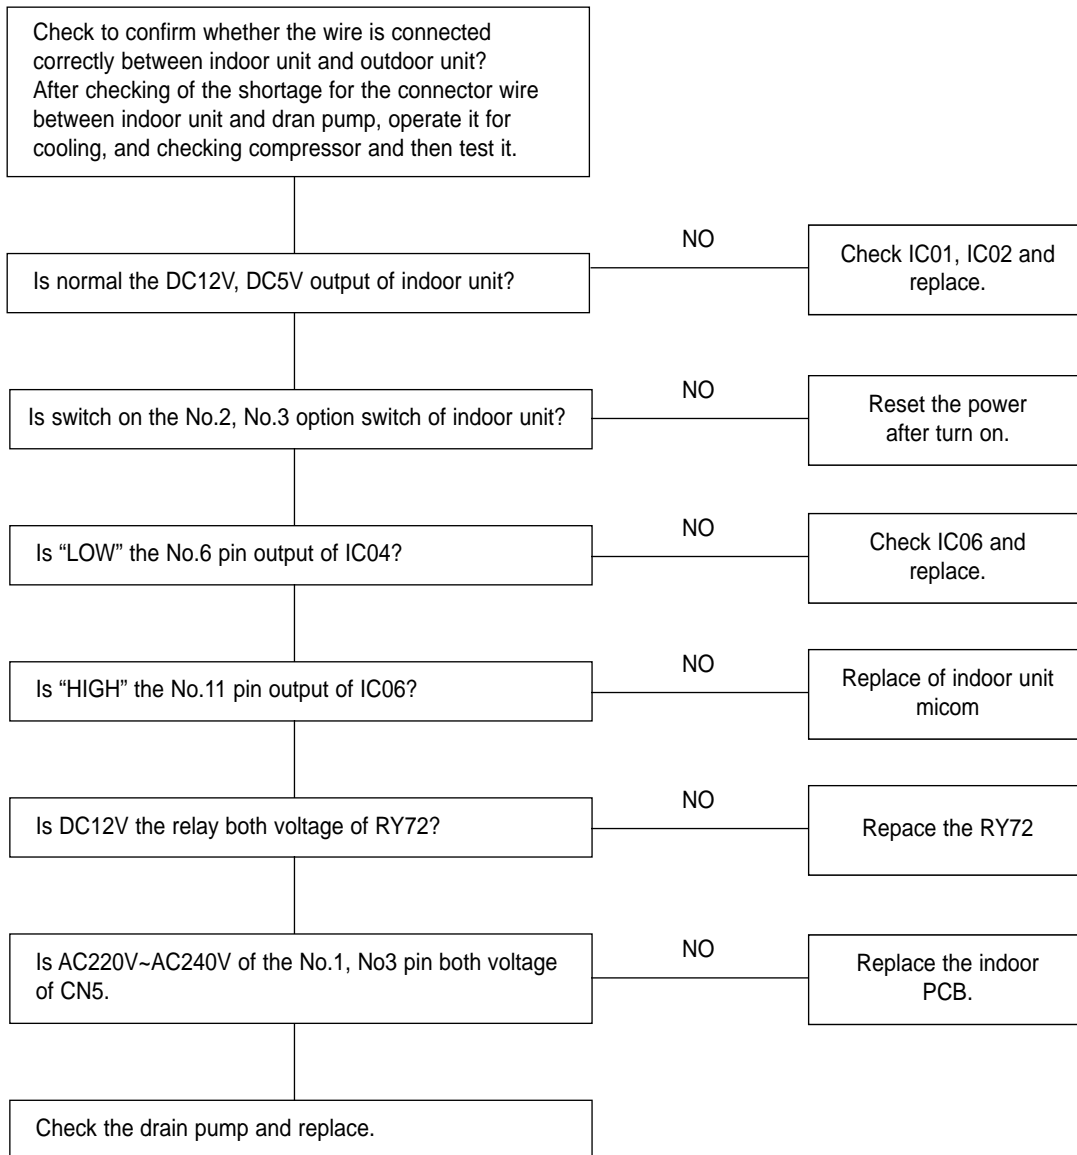 Check to confirm whether the wire is connected
correctly between indoor unit and outdoor unit?
After checking of the shortage for the connector wire
between indoor unit and dran pump, operate it for
cooling, and checking compressor and then test it.
Is normal the DC12V, DC5V output of indoor unit?
NO
Check IC01, IC02 and
replace.
Is switch on the No.2, No.3 option switch of indoor unit?
NO
Reset the power
after turn on.
Is “LOW” the No.6 pin output of IC04?
NO
Check IC06 and
replace.
Is “HIGH” the No.11 pin output of IC06?
NO
Replace of indoor unit
micom
Is DC12V the relay both voltage of RY72?
NO
Repace the RY72
Is AC220V~AC240V of the No.1, No3 pin both voltage
of CN5.
NO
Replace the indoor
PCB.
Check the drain pump and replace.